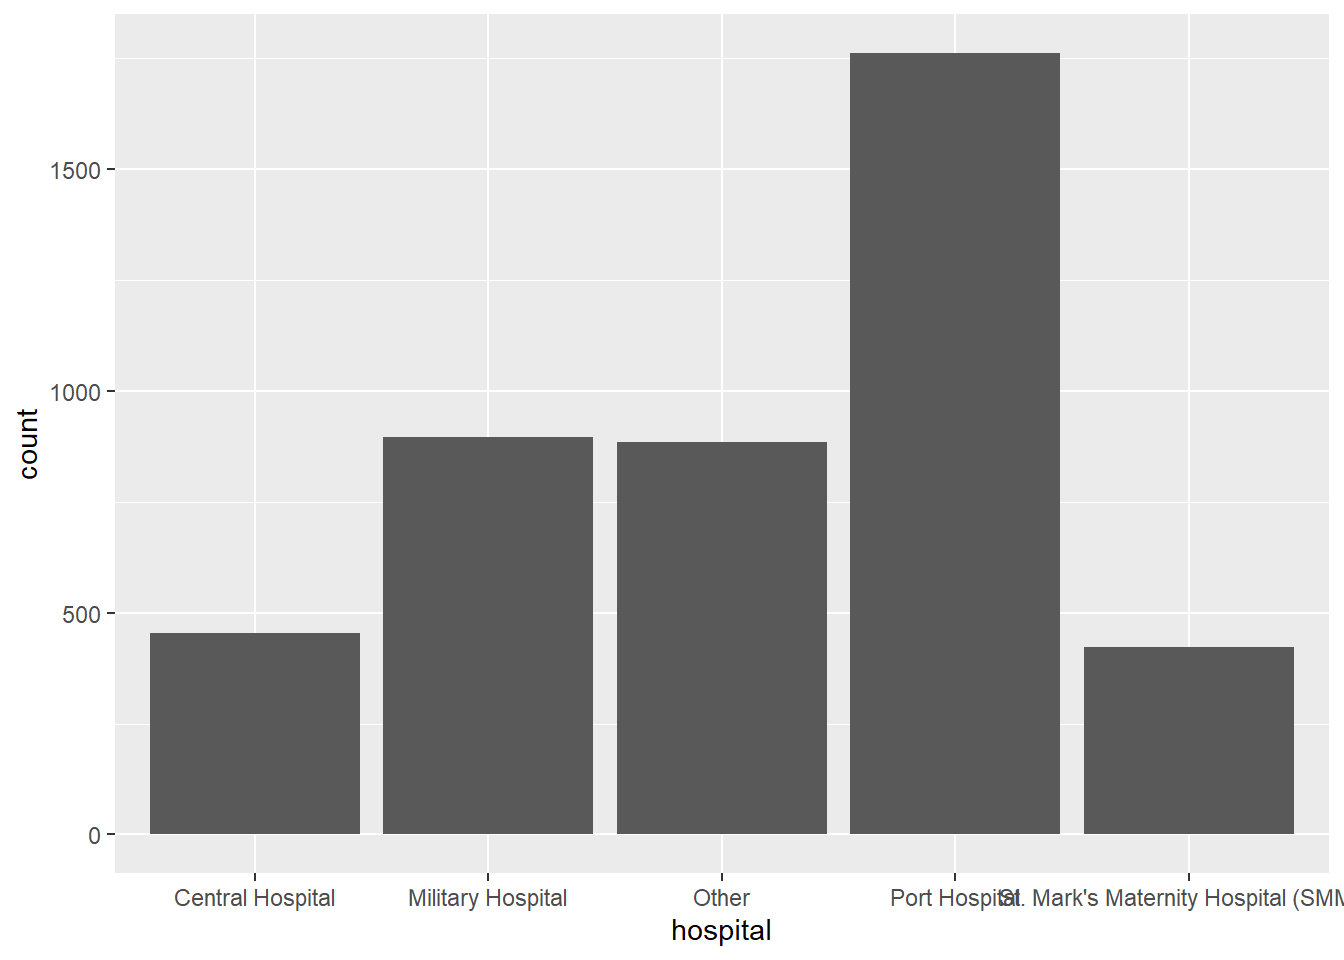 1500
1000
500
0
count
Central Hospital
Military Hospital
Other
Port Hospital
St. Mark's Maternity Hospital (SMM
hospital